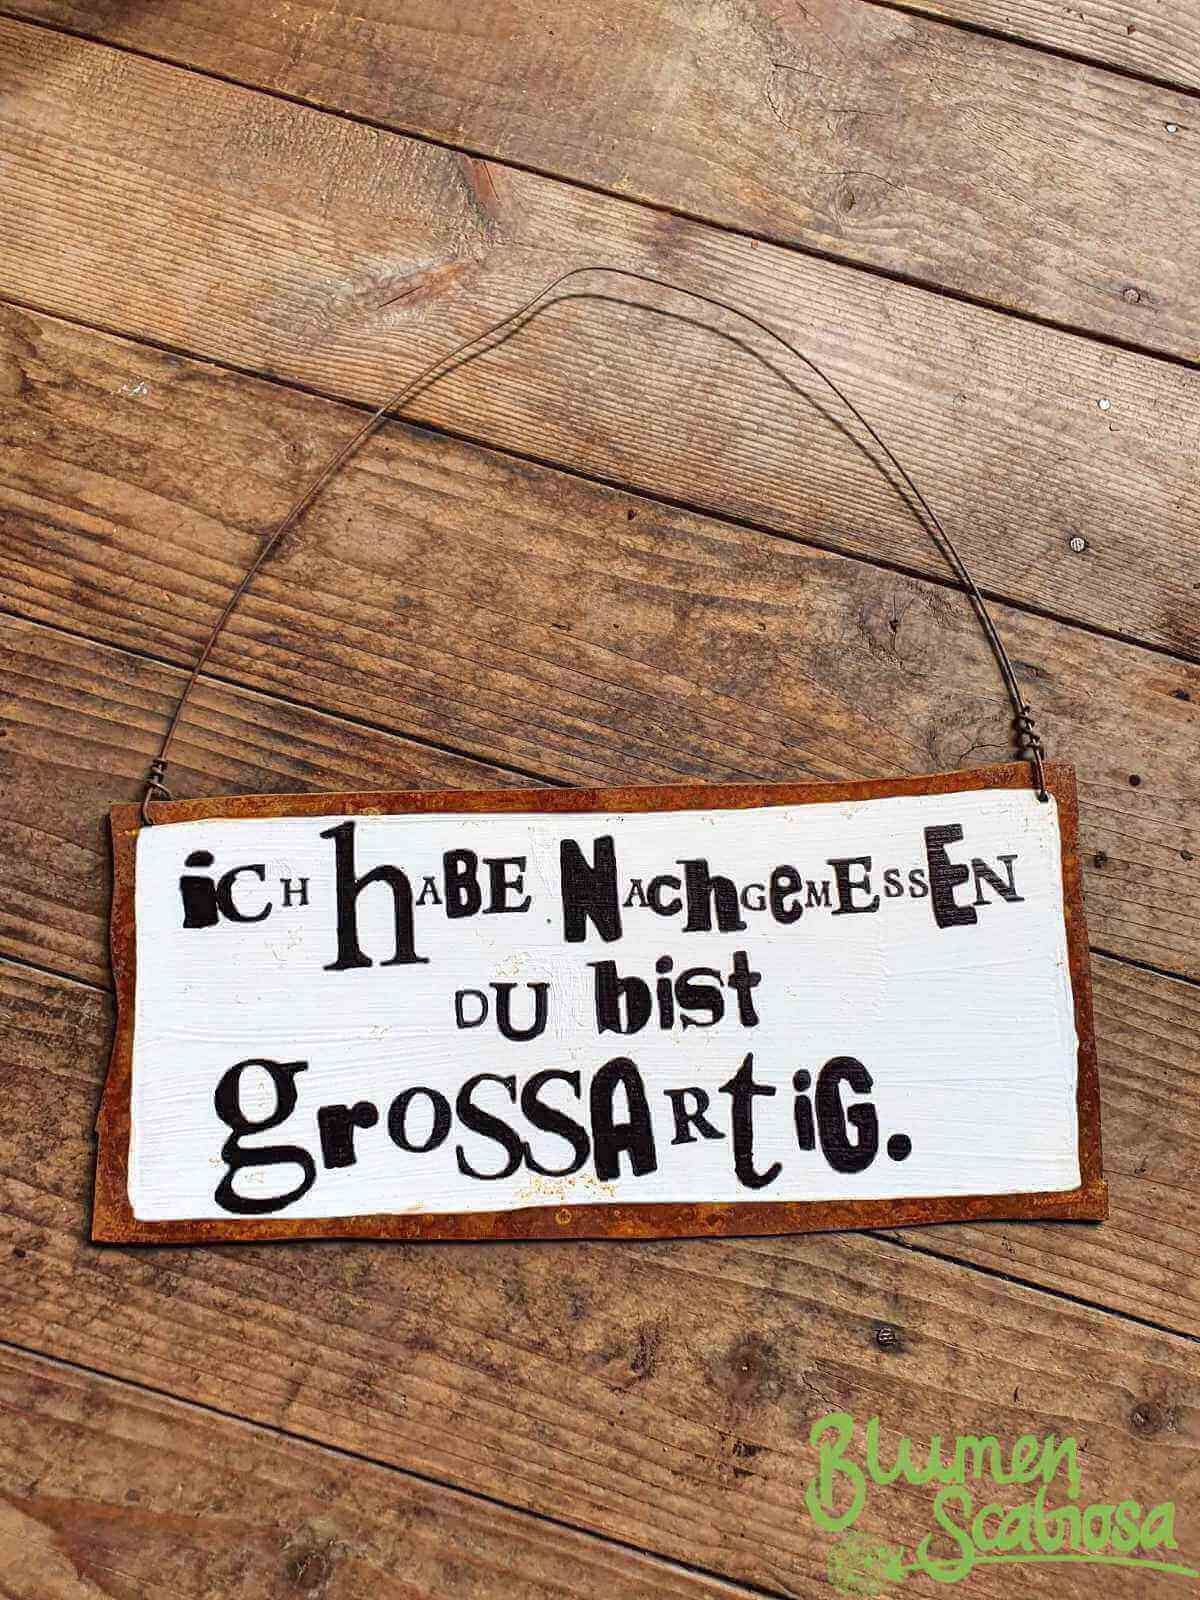 iCH hABE NACHGeMESSEN
DU bist
grOSSARtiG.
Blumen
Scabiosa